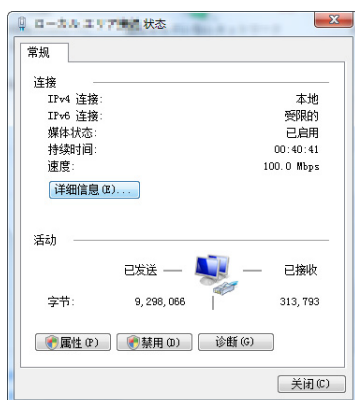 ローカル エリア接続 状态
常规
连接
IPv4 连接: 本地
IPv6 连接: 受限的
媒体状态: 已启用
持续时间: 00:40:41
速度: 100.0 Mbps
详细信息(E)...
活动
已发送 — — 已接收
字节: 9,298,066 | 313,793
属性(P) 禁用(D) 诊断(G)
关闭(C)